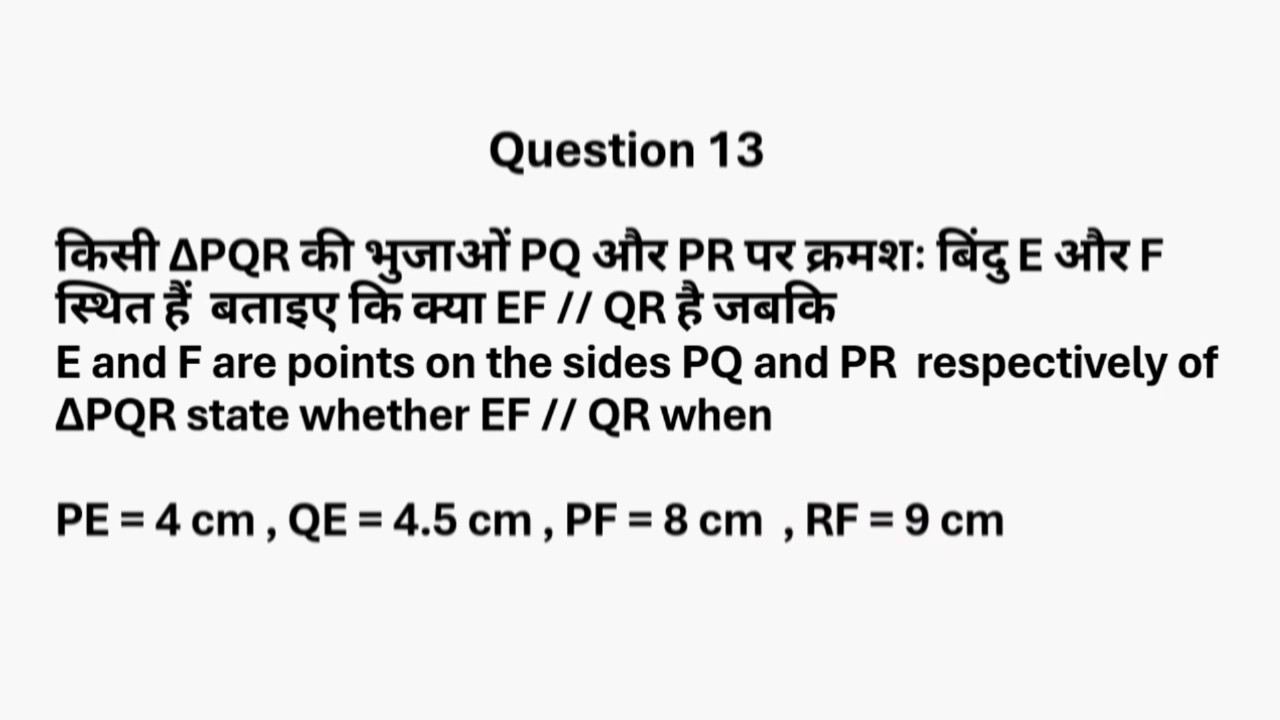 Question 13
किसी ΔPQR की भुजाओं PQ और PR पर क्रमशः बिंदु E और F
स्थित हैं बताइए कि क्या EF // QR है जबकि
E and F are points on the sides PQ and PR respectively of
ΔPQR state whether EF // QR when
PE = 4 cm , QE = 4.5 cm , PF = 8 cm , RF = 9 cm